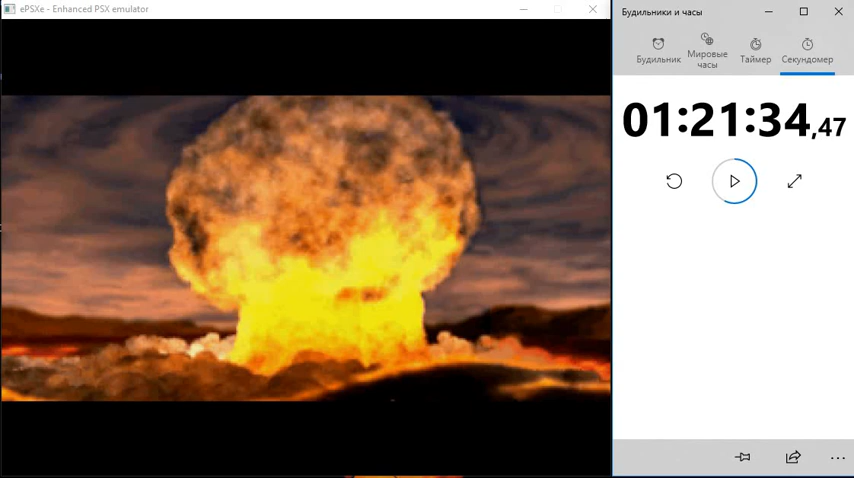 ePSXe - Enhanced PSX emulator
Будильники и часы
Будильник
Мировые
часы
Таймер
Секундомер
01:21:34,47